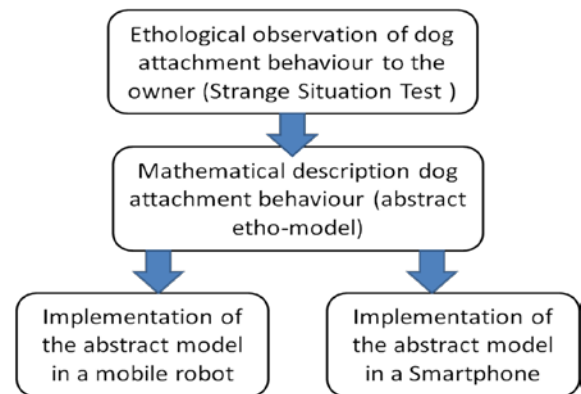 Ethological observation of dog
attachment behaviour to the
owner (Strange Situation Test )
Mathematical description dog
attachment behaviour (abstract
etho-model)
Implementation of
the abstract model
in a mobile robot
Implementation of
the abstract model
in a Smartphone